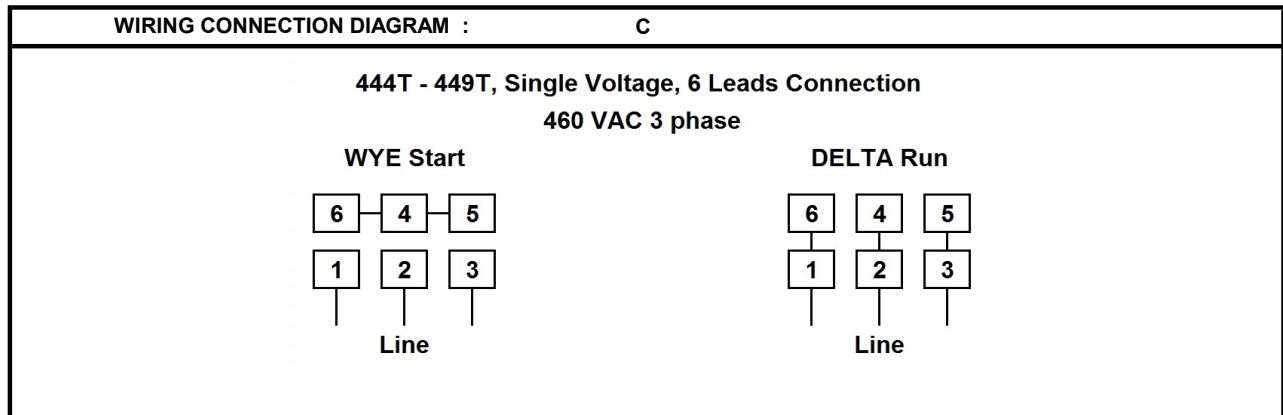 WIRING CONNECTION DIAGRAM : C
444T - 449T, Single Voltage, 6 Leads Connection
460 VAC 3 phase
WYE Start
6 4 5
1 2 3
Line
DELTA Run
6 4 5
1 2 3
Line